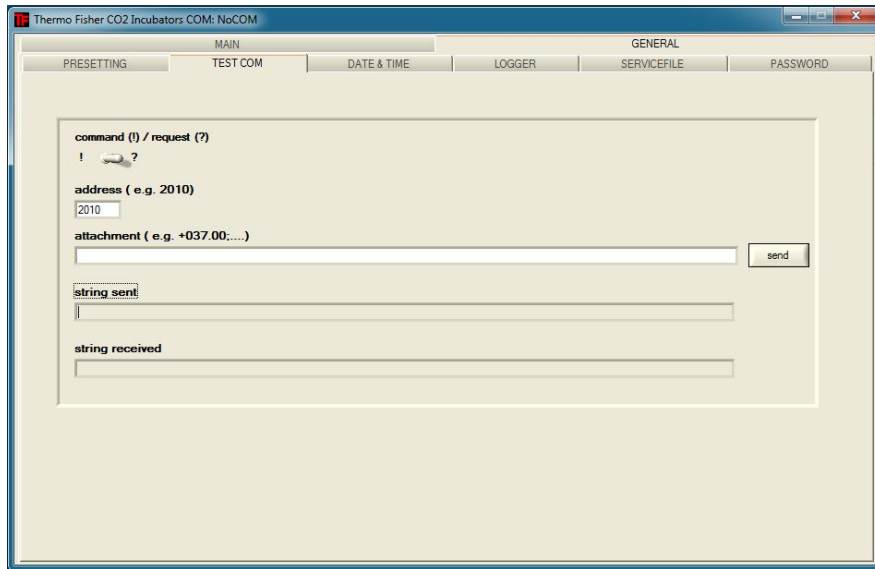 TF Thermo Fisher CO2 Incubators COM: NoCOM
MAIN GENERAL
PRESETTING TEST COM DATE & TIME LOGGER SERVICEFILE PASSWORD
command (!) / request (?)
! ?
address ( e.g. 2010)
2010
attachment ( e.g. +037.00;....)
send
string sent
string received